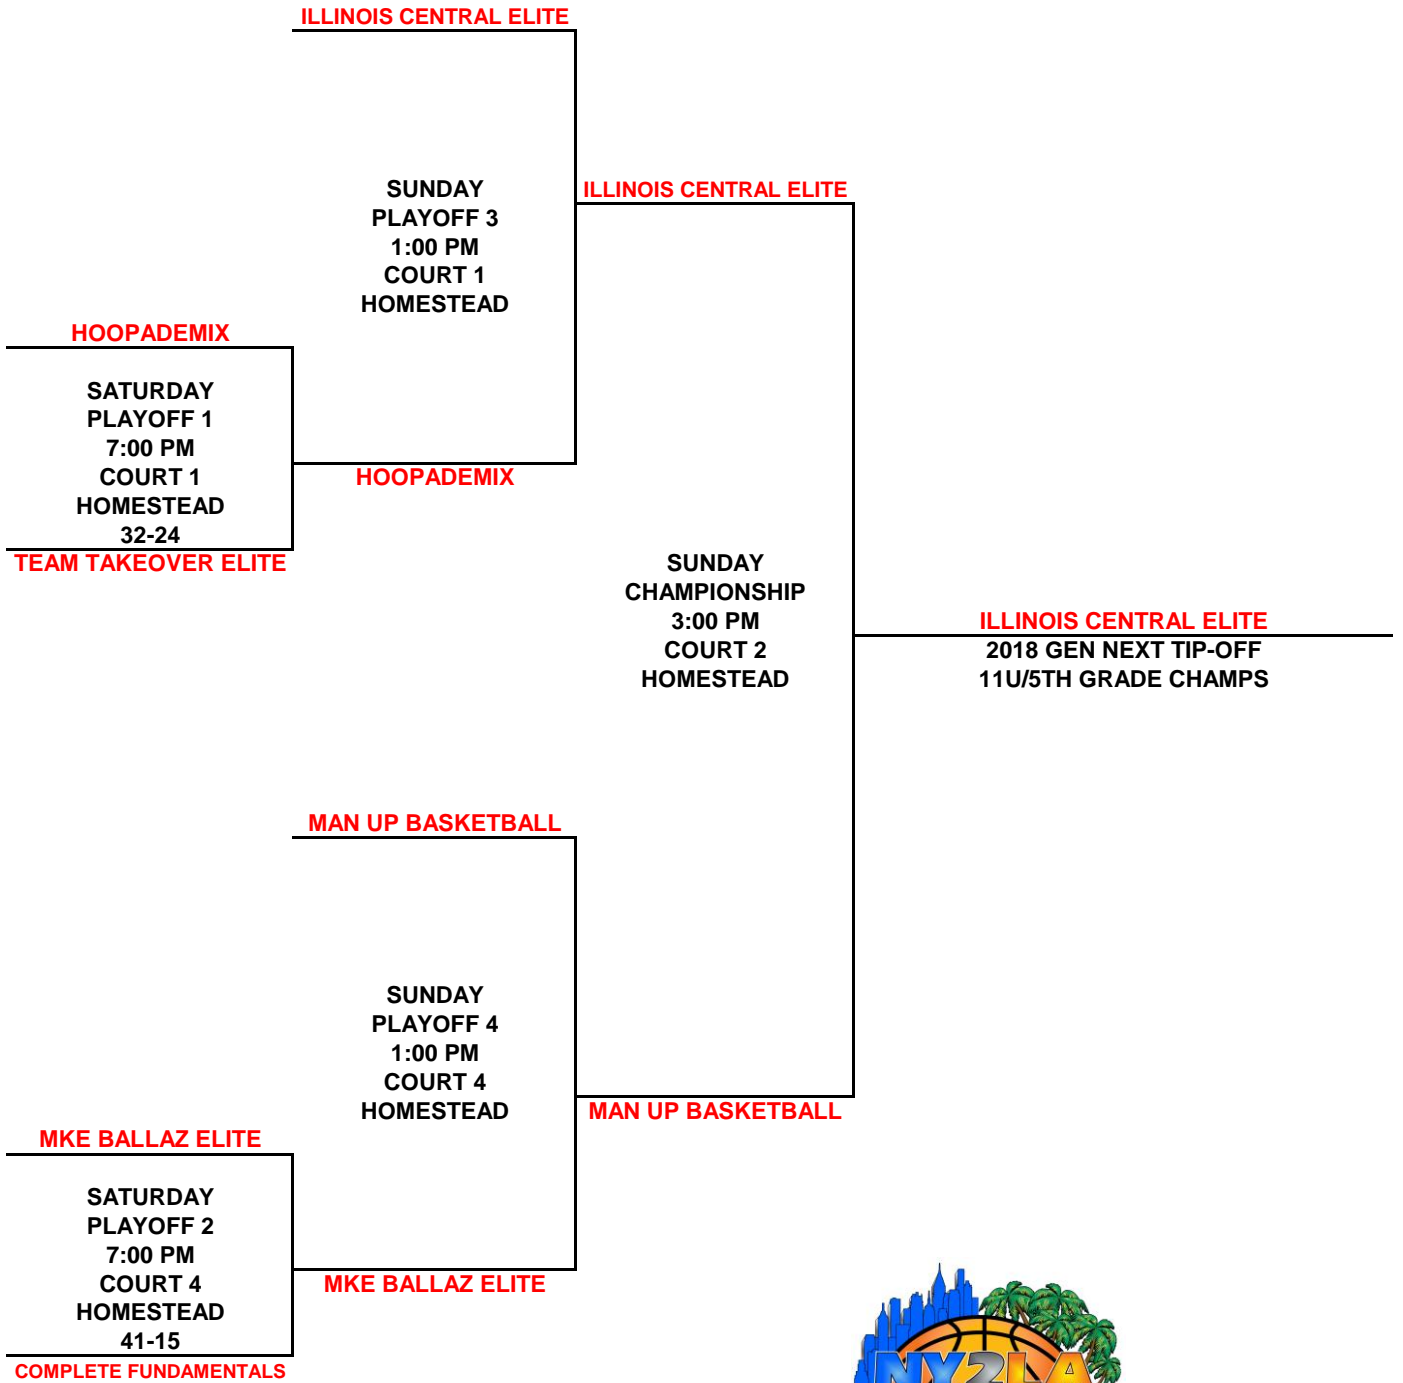 ILLINOIS CENTRAL ELITE
SUNDAY
PLAYOFF 3
1:00 PM
COURT 1
HOMESTEAD
ILLINOIS CENTRAL ELITE
HOOPADEMIX
SATURDAY
PLAYOFF 1
7:00 PM
COURT 1
HOMESTEAD
32-24
TEAM TAKEOVER ELITE
HOOPADEMIX
SUNDAY
CHAMPIONSHIP
3:00 PM
COURT 2
HOMESTEAD
ILLINOIS CENTRAL ELITE
2018 GEN NEXT TIP-OFF
11U/5TH GRADE CHAMPS
MAN UP BASKETBALL
SUNDAY
PLAYOFF 4
1:00 PM
COURT 4
HOMESTEAD
MAN UP BASKETBALL
MKE BALLAZ ELITE
SATURDAY
PLAYOFF 2
7:00 PM
COURT 4
HOMESTEAD
41-15
COMPLETE FUNDAMENTALS
MKE BALLAZ ELITE
NY2LA